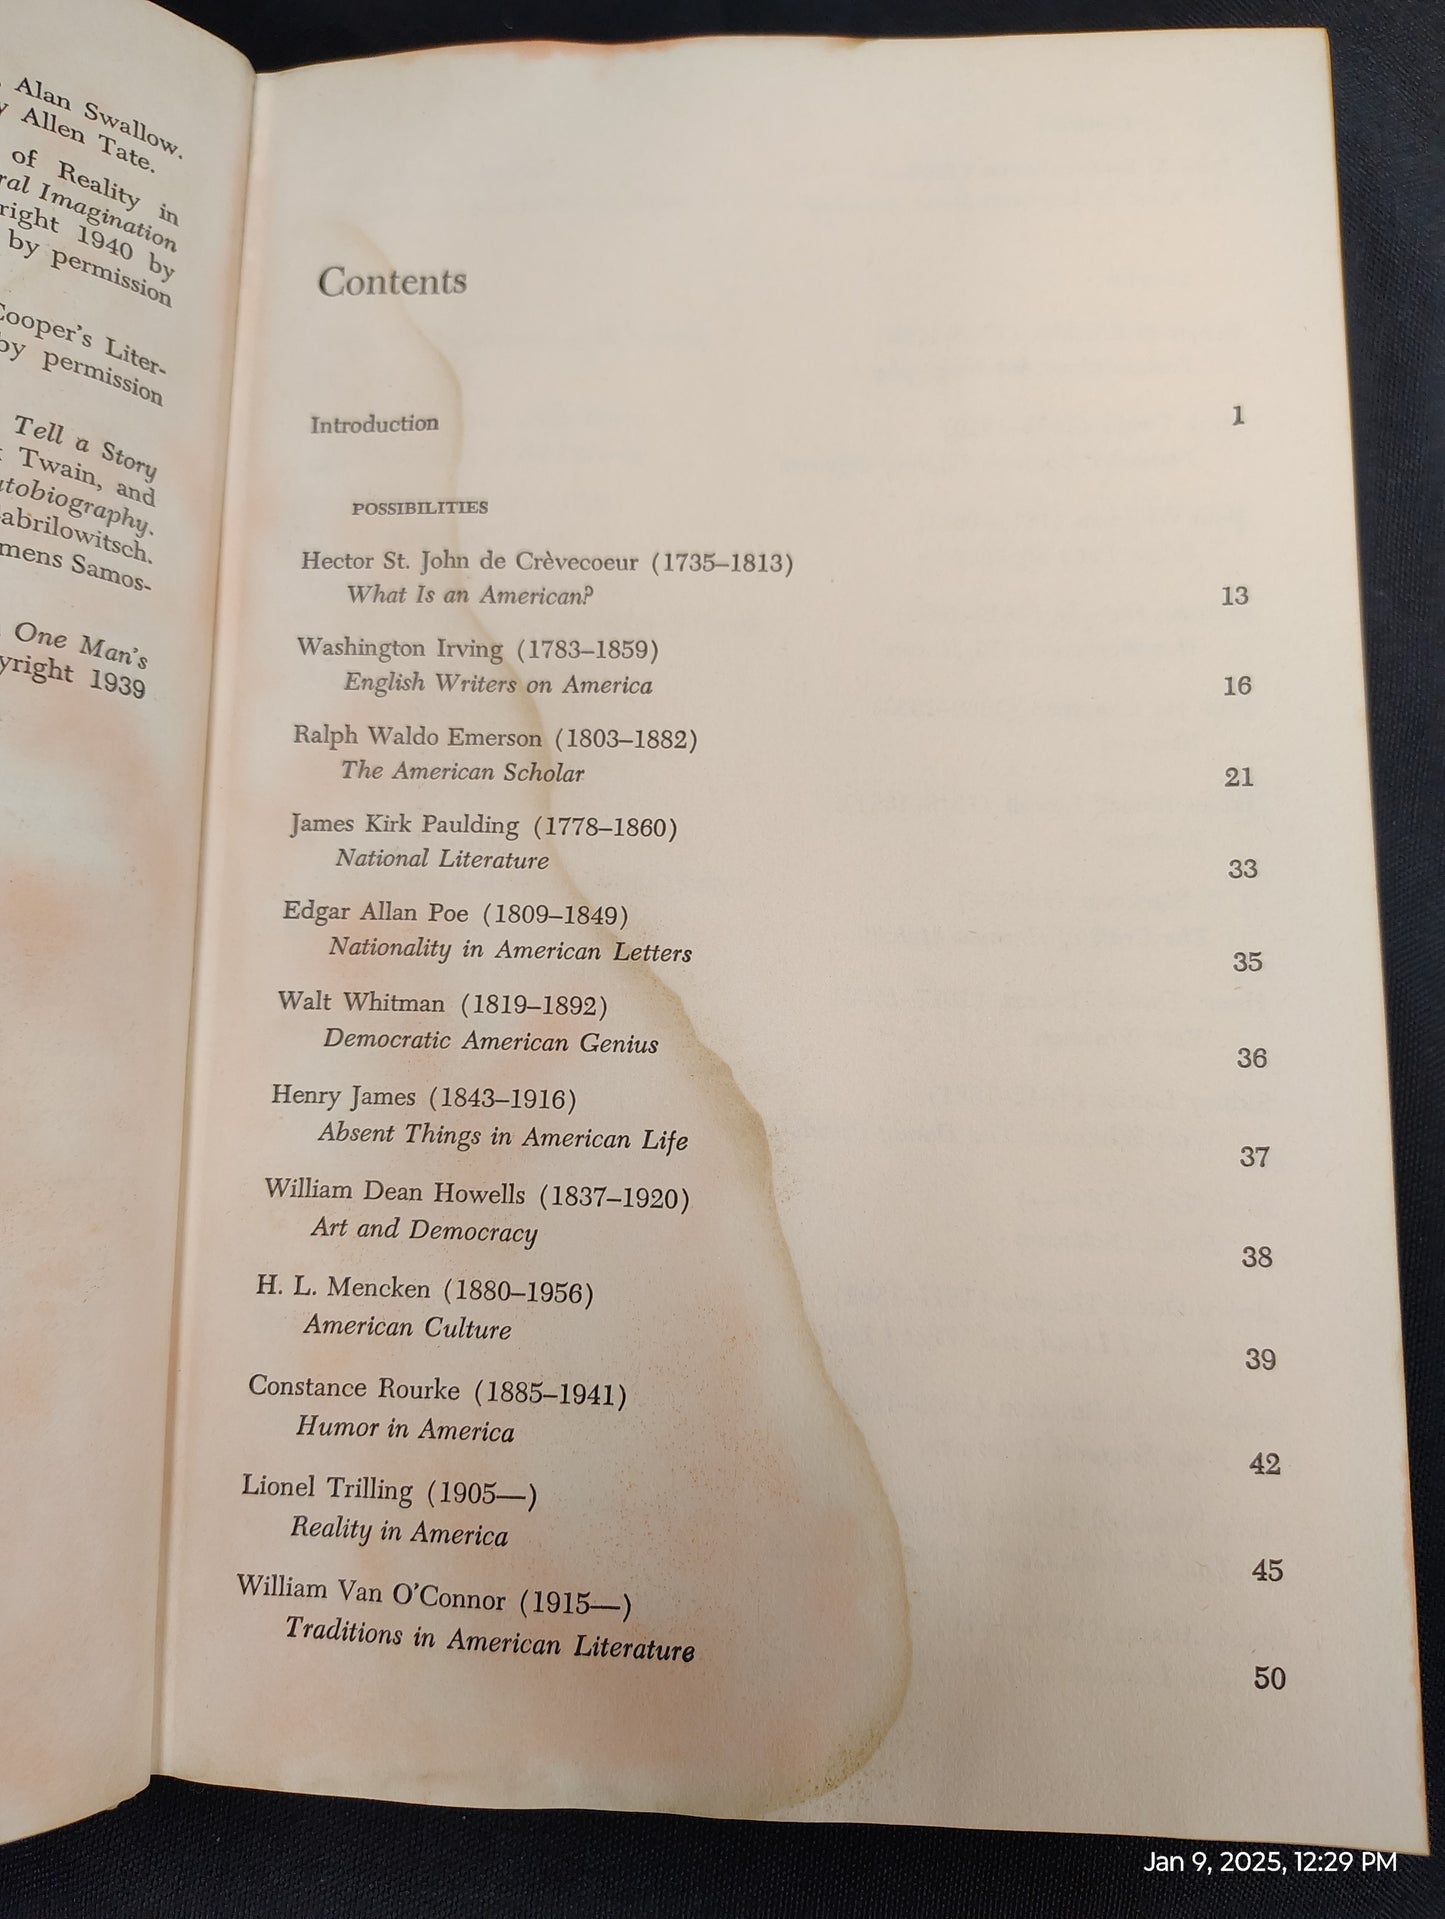 Alan Swallow.
Allen Tate.
of Reality in
Imagination
1940 by
by permission
Cooper's Liter-
by permission
Tell a Story
Twain, and
mens Samos-
One Man's
1939
Contents
Introduction 1
POSSIBILITIES
Hector St. John de Crèvecoeur (1735–1813)
What Is an American? 13
Washington Irving (1783–1859)
English Writers on America 16
Ralph Waldo Emerson (1803–1882)
The American Scholar 21
James Kirk Paulding (1778–1860)
National Literature 33
Edgar Allan Poe (1809–1849)
Nationality in American Letters 35
Walt Whitman (1819–1892)
Democratic American Genius 36
Henry James (1843–1916)
Absent Things in American Life 37
William Dean Howells (1837–1920)
Art and Democracy 38
H. L. Mencken (1880–1956)
American Culture 39
Constance Rourke (1885–1941)
Humor in America 42
Lionel Trilling (1905—)
Reality in America 45
William Van O'Connor (1915—)
Traditions in American Literature 50
Jan 9, 2025, 12:29 PM